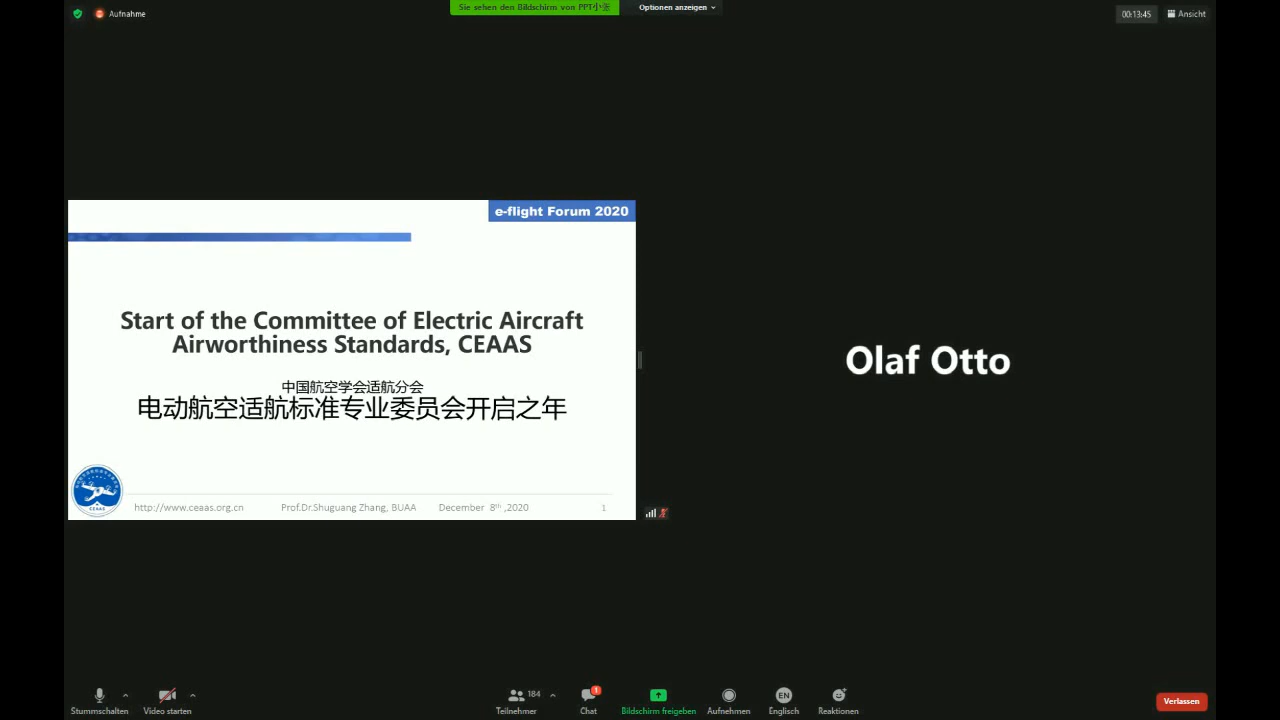 Aufnahme
Sie sehen den Bildschirm von PPT小张
Optionen anzeigen
00:13:45
Ansicht
e-flight Forum 2020
Start of the Committee of Electric Aircraft
Airworthiness Standards, CEAAS
中国航空学会适航分会
电动航空适航标准专业委员会开启之年
CEAAS
http://www.ceaas.org.cn
Prof.Dr.Shuguang Zhang, BUAA
December 8th ,2020
1
Olaf Otto
Stummschalten
Video starten
184
Teilnehmer
1
Chat
Bildschirm freigeben
Aufnehmen
EN
Englisch
Reaktionen
Verlassen